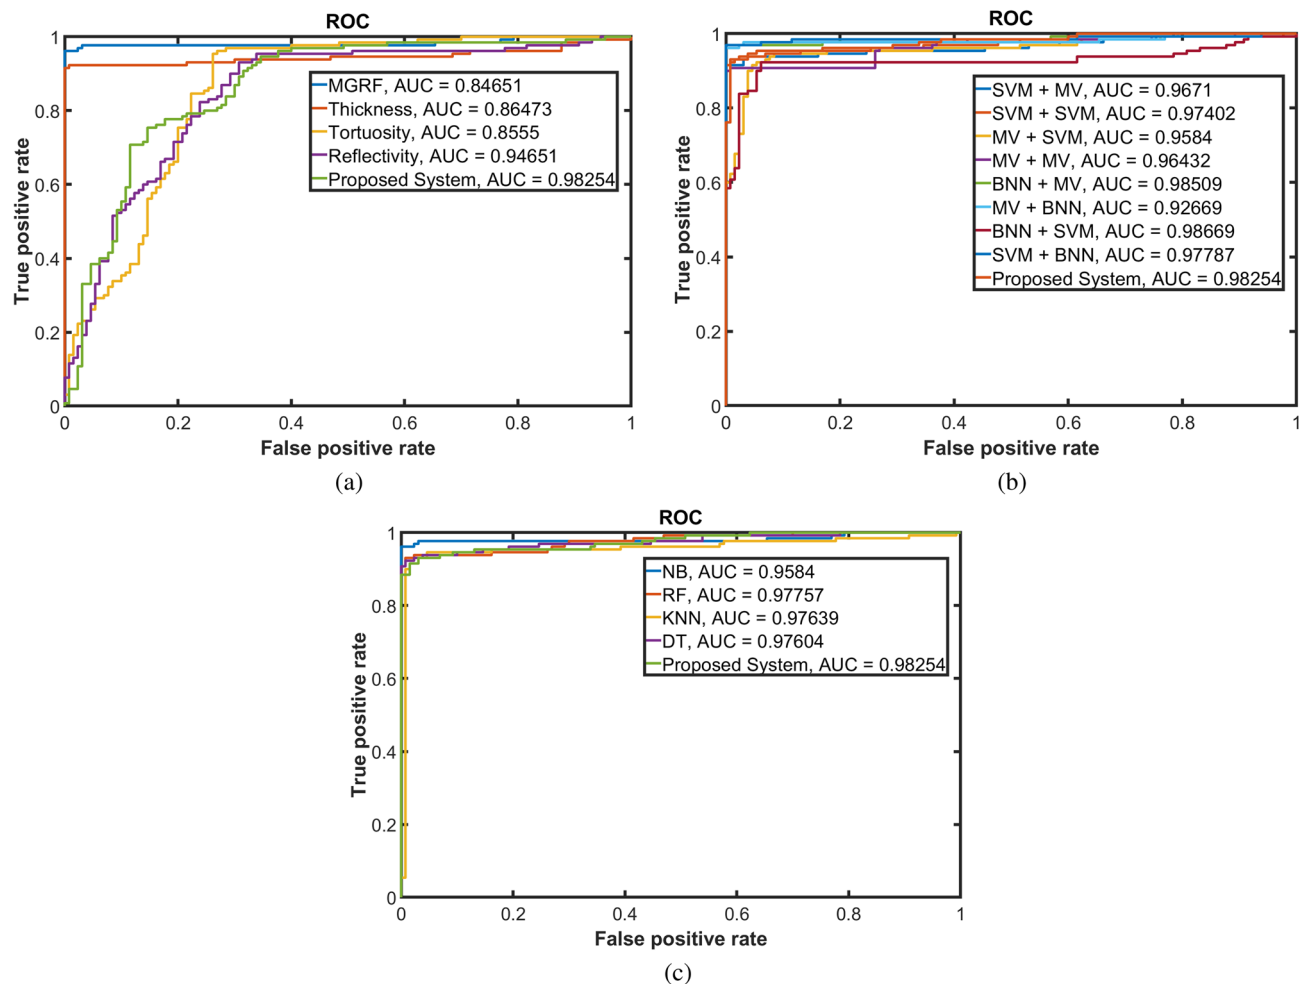 ROC
1
0.8
0.6
0.4
0.2
0
True positive rate
MGRF, AUC = 0.84651
Thickness, AUC = 0.86473
Tortuosity, AUC = 0.8555
Reflectivity, AUC = 0.94651
Proposed System, AUC = 0.98254
0 0.2 0.4 0.6 0.8 1
False positive rate
(a)
ROC
1
0.8
0.6
0.4
0.2
0
True positive rate
SVM + MV, AUC = 0.9671
SVM + SVM, AUC = 0.97402
MV + SVM, AUC = 0.9584
MV + MV, AUC = 0.96432
BNN + MV, AUC = 0.98509
MV + BNN, AUC = 0.92669
BNN + SVM, AUC = 0.98669
SVM + BNN, AUC = 0.97787
Proposed System, AUC = 0.98254
0 0.2 0.4 0.6 0.8 1
False positive rate
(b)
ROC
1
0.8
0.6
0.4
0.2
0
True positive rate
NB, AUC = 0.9584
RF, AUC = 0.97757
KNN, AUC = 0.97639
DT, AUC = 0.97604
Proposed System, AUC = 0.98254
0 0.2 0.4 0.6 0.8 1
False positive rate
(c)